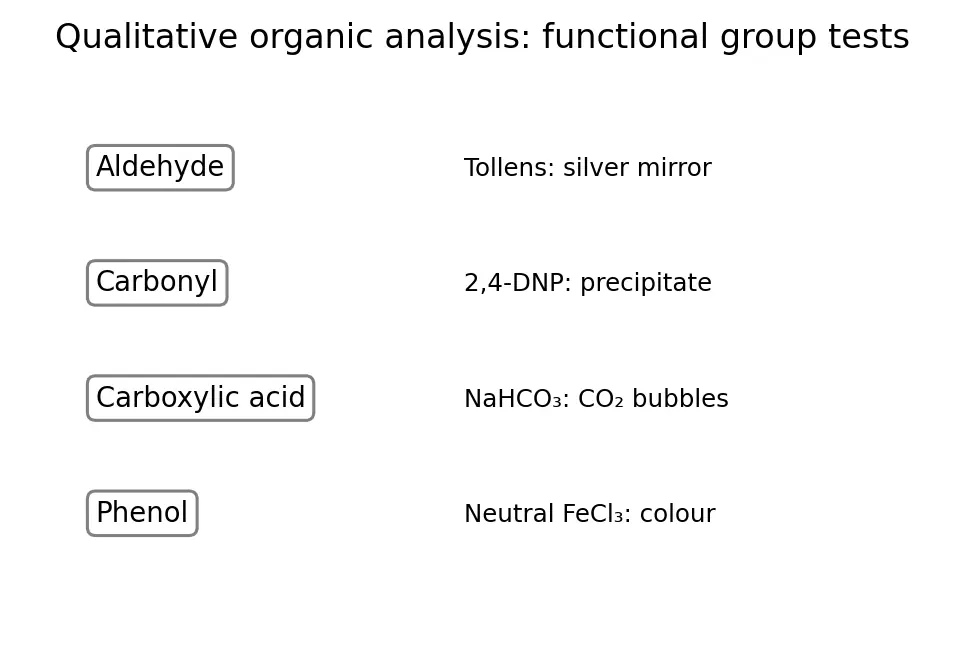 Qualitative organic analysis: functional group tests
Aldehyde Tollens: silver mirror
Carbonyl 2,4-DNP: precipitate
Carboxylic acid NaHCO₃: CO₂ bubbles
Phenol Neutral FeCl₃: colour